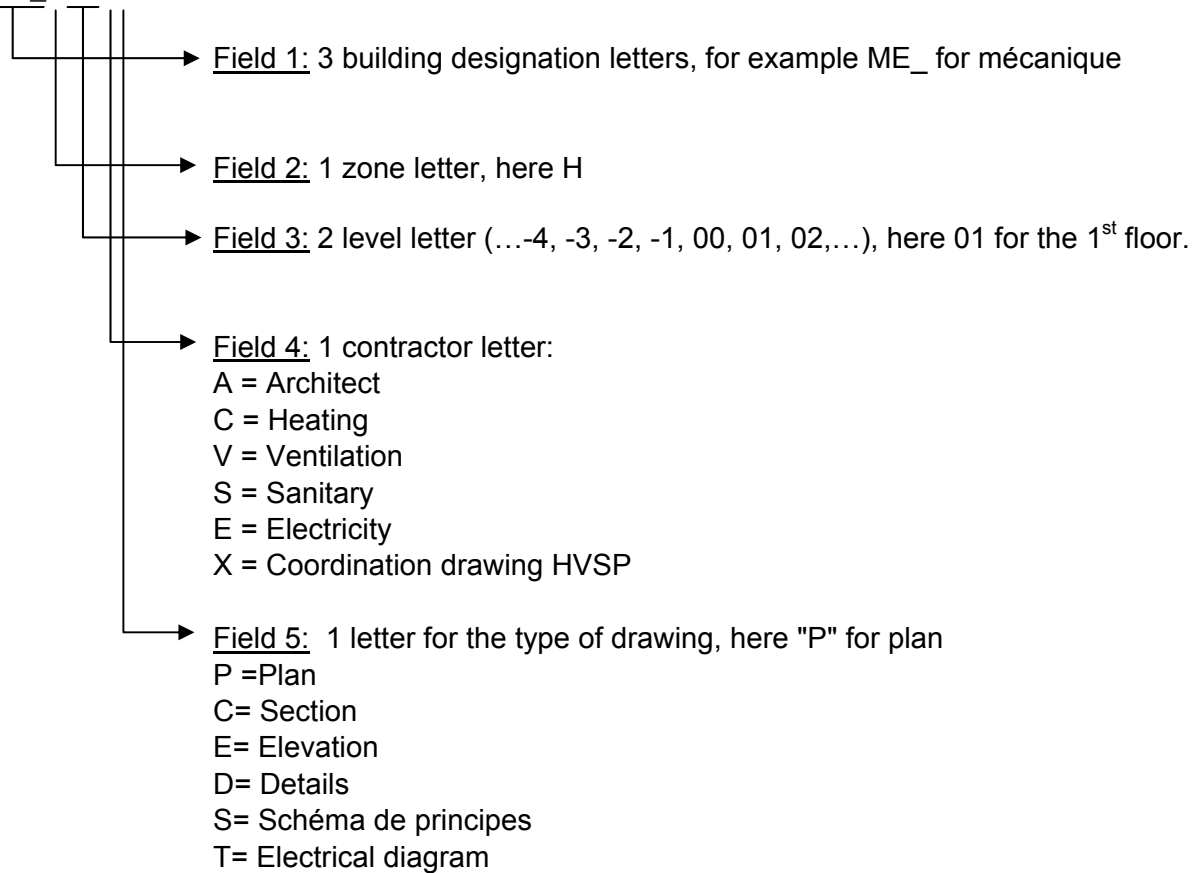 Field 1: 3 building designation letters, for example ME_ for mécanique
Field 2: 1 zone letter, here H
Field 3: 2 level letter (…-4, -3, -2, -1, 00, 01, 02,…), here 01 for the 1st floor.
Field 4: 1 contractor letter:
A = Architect
C = Heating
V = Ventilation
S = Sanitary
E = Electricity
X = Coordination drawing HVSP
Field 5:  1 letter for the type of drawing, here "P" for plan
P =Plan
C= Section
E= Elevation
D= Details
S= Schéma de principes
T= Electrical diagram